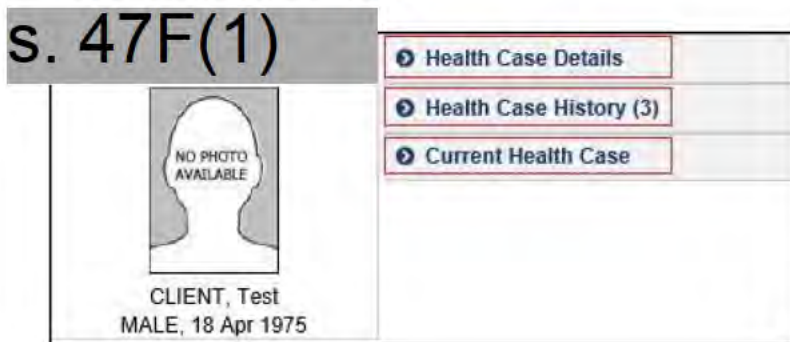 s. 47F(1)
NO PHOTO
AVAILABLE
CLIENT, Test
MALE, 18 Apr 1975
Health Case Details
Health Case History (3)
Current Health Case